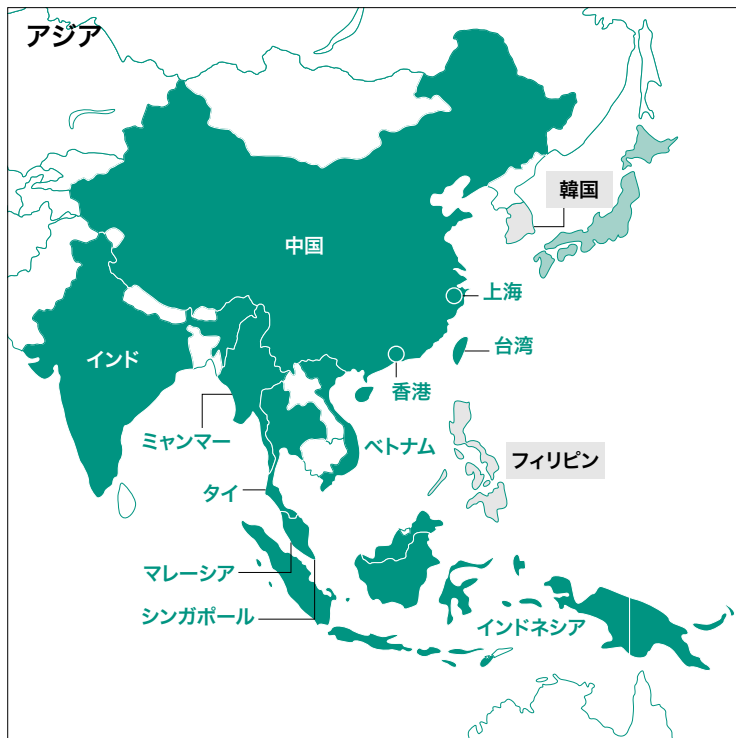 アジア
韓国
中国
上海
台湾
インド
香港
ミャンマー
ベトナム
フィリピン
タイ
マレーシア
シンガポール
インドネシア